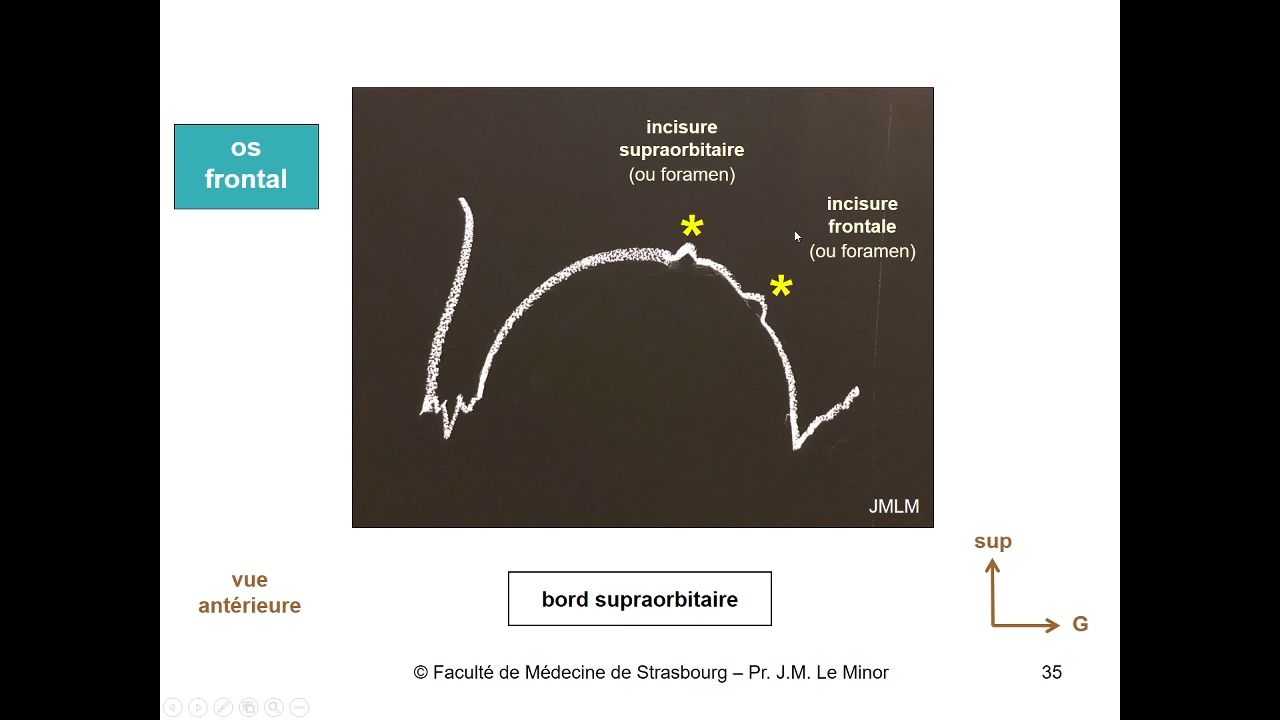 os
frontal
incisure
supraorbitaire
(ou foramen)
*
incisure
frontale
(ou foramen)
*
JMLM
vue
antérieure
bord supraorbitaire
sup
G
© Faculté de Médecine de Strasbourg – Pr. J.M. Le Minor
35